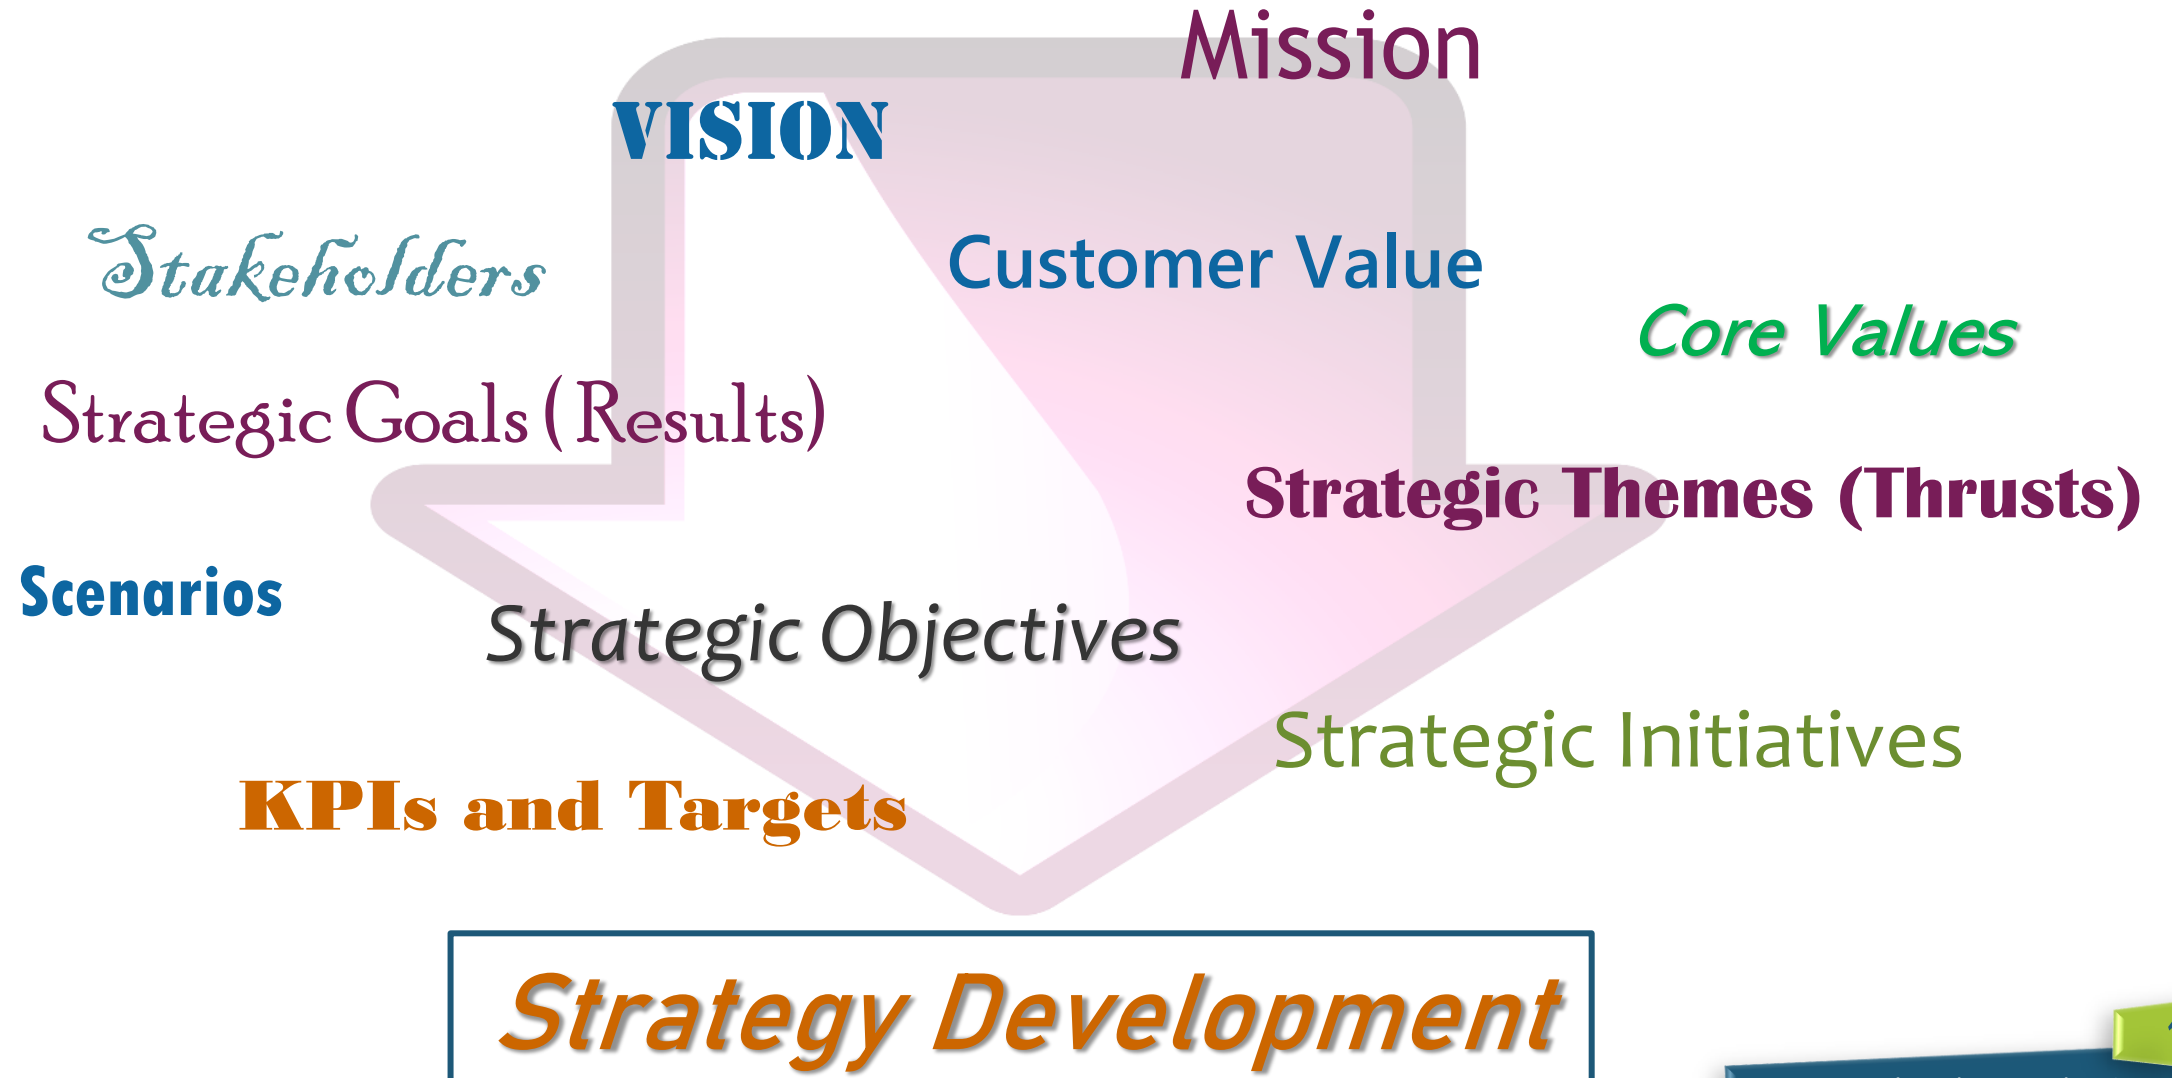 Mission
VISION
Stakeholders
Customer Value
Core Values
Strategic Goals (Results)
Strategic Themes (Thrusts)
Scenarios
Strategic Objectives
Strategic Initiatives
KPIs and Targets
Strategy Development